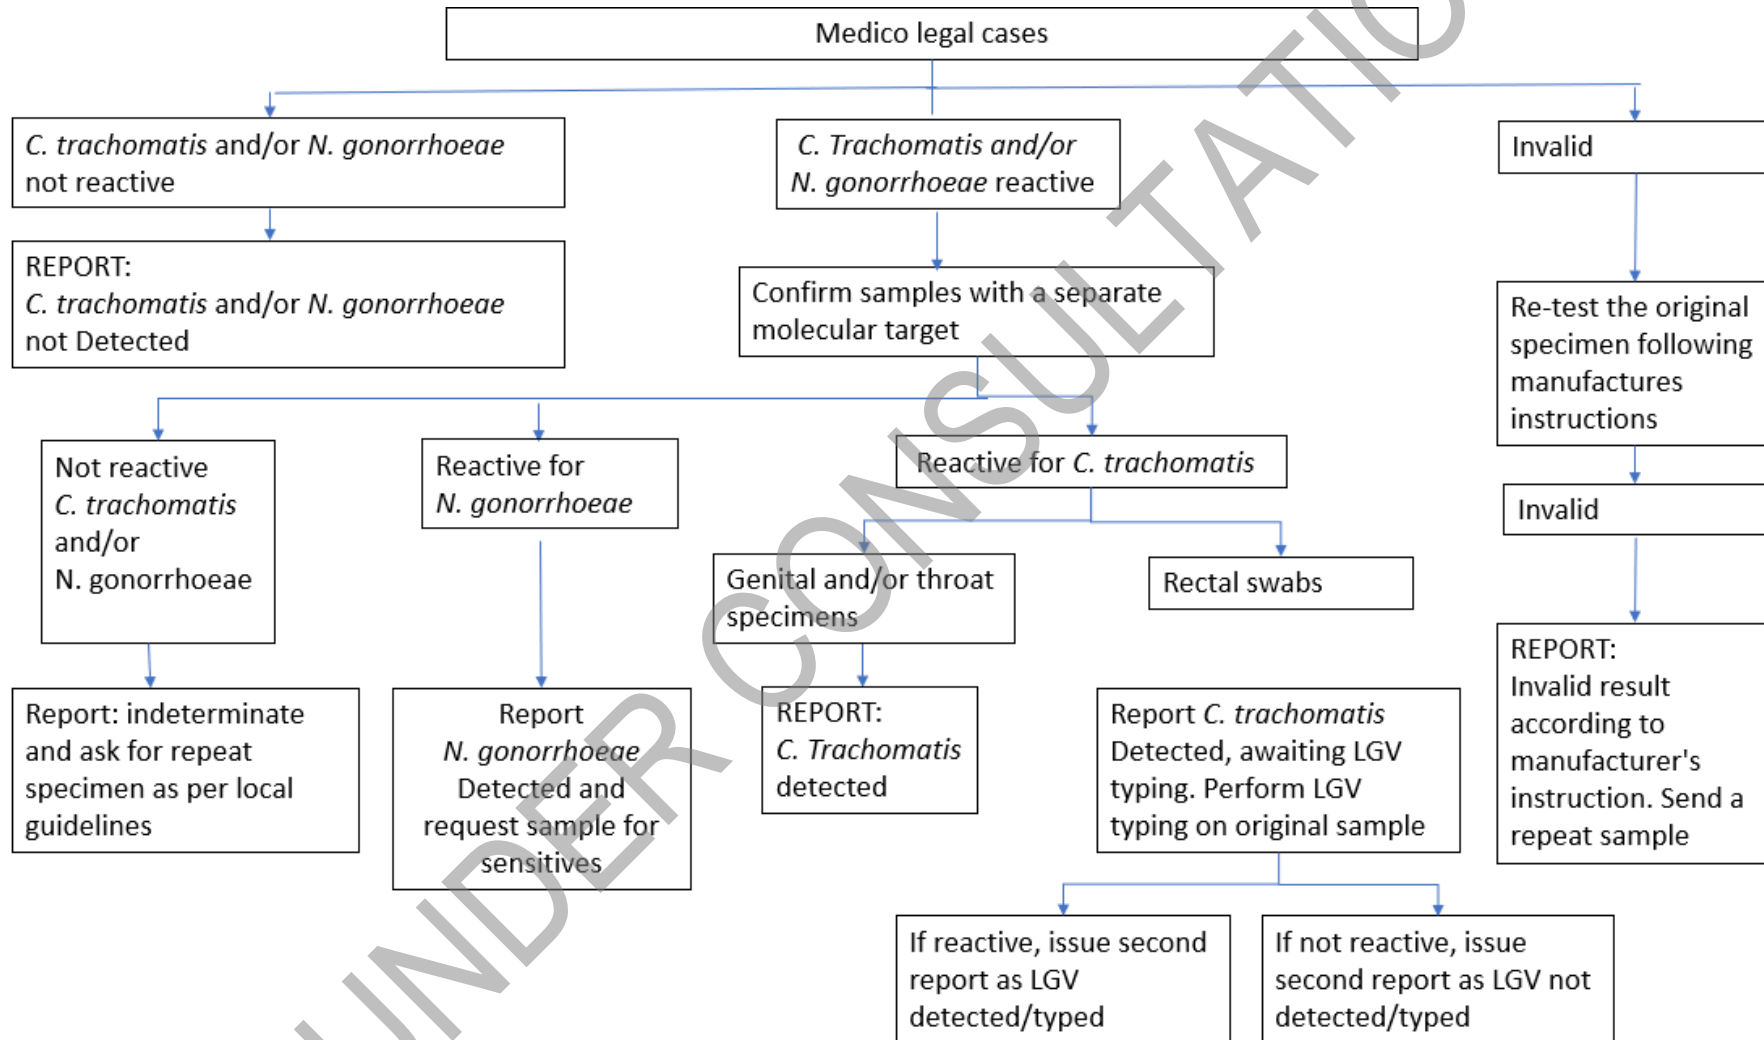 Medico legal cases
C. trachomatis and/or N. gonorrhoeae
not reactive
C. Trachomatis and/or
N. gonorrhoeae reactive
Invalid
REPORT:
C. trachomatis and/or N. gonorrhoeae
not Detected
Confirm samples with a separate
molecular target
Re-test the original
specimen following
manufactures
instructions
Not reactive
C. trachomatis
and/or
N. gonorrhoeae
Reactive for
N. gonorrhoeae
Reactive for C. trachomatis
Invalid
Genital and/or throat
specimens
Rectal swabs
Report: indeterminate
and ask for repeat
specimen as per local
guidelines
Report
N. gonorrhoeae
Detected and
request sample for
sensitives
REPORT:
C. Trachomatis
detected
Report C. trachomatis
Detected, awaiting LGV
typing. Perform LGV
typing on original sample
REPORT:
Invalid result
according to
manufacturer's
instruction. Send a
repeat sample
If reactive, issue second
report as LGV
detected/typed
If not reactive, issue
second report as LGV not
detected/typed
UNDER CONSULTATIO